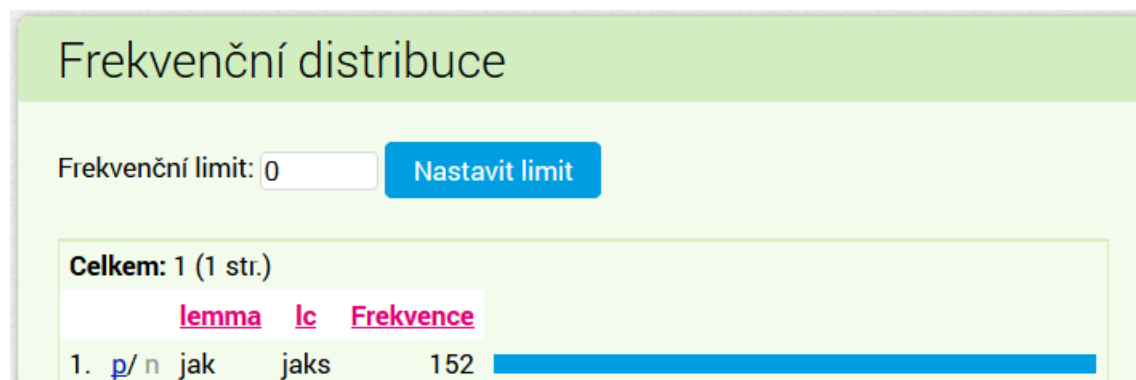 Frekvenční distribuce
Frekvenční limit: 0 Nastavit limit
Celkem: 1 (1 str.)
lemma lc Frekvence
1. p/ n jak jaks 152